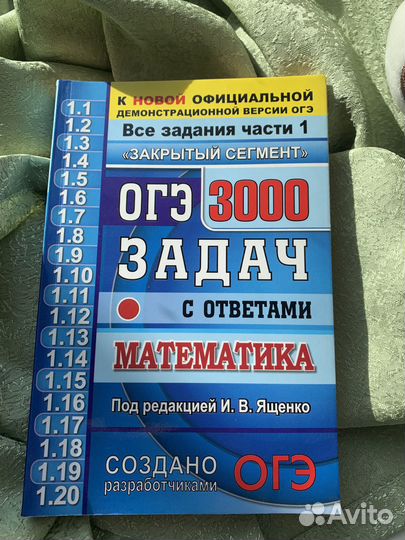 К НОВОЙ ОФИЦИАЛЬНОЙ
ДЕМОНСТРАЦИОННОЙ ВЕРСИИ ОГЭ
Все задания части 1
«ЗАКРЫТЫЙ СЕГМЕНТ»
ОГЭ 3000
ЗАДАЧ
С ОТВЕТАМИ
МАТЕМАТИКА
Под редакцией И. В. Ященко
СОЗДАНО
разработчиками ОГЭ
1.1
1.2
1.3
1.4
1.5
1.6
1.7
1.8
1.9
1.10
1.11
1.12
1.13
1.14
1.15
1.16
1.17
1.18
1.19
1.20
Avito